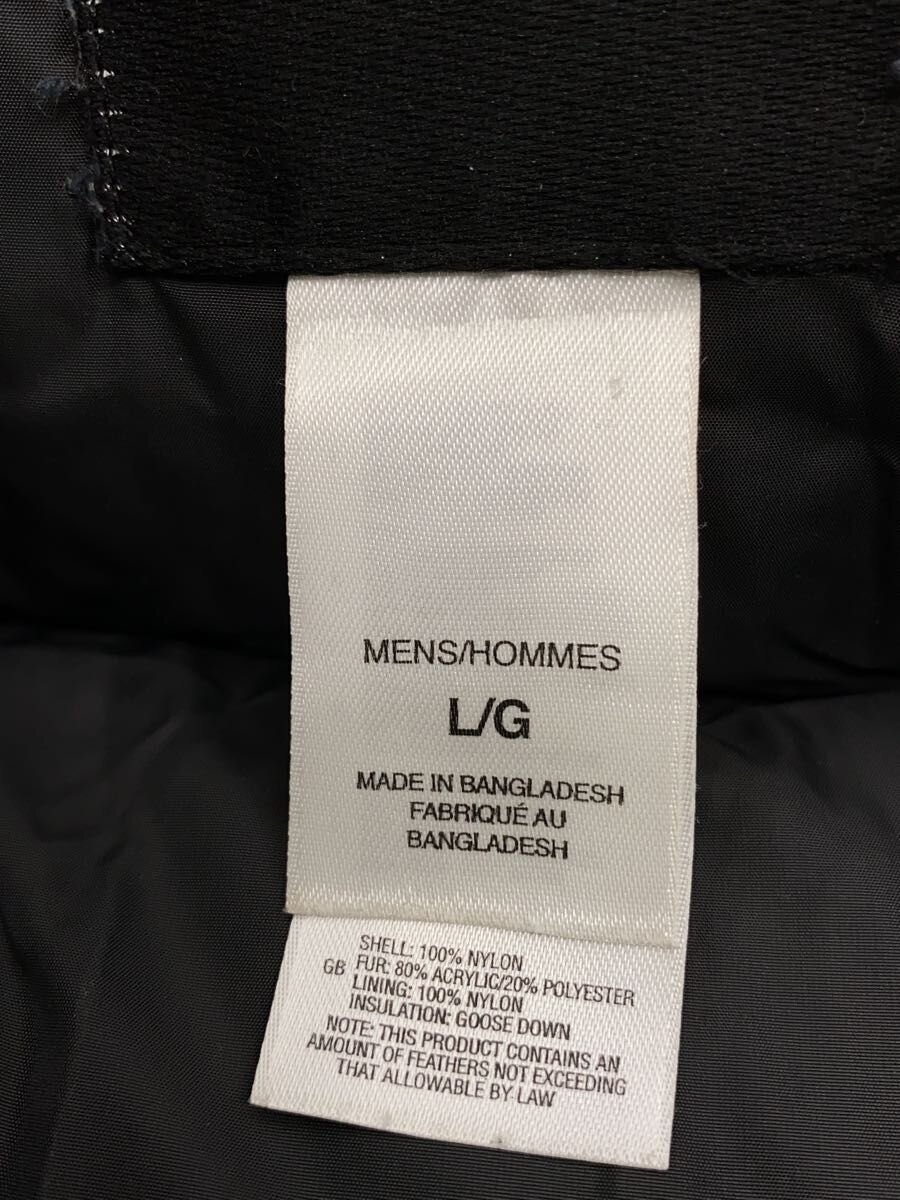 MENS/HOMMES
L/G
MADE IN BANGLADESH
FABRIQUÉ AU
BANGLADESH
SHELL: 100% NYLON
GB FUR: 80% ACRYLIC/20% POLYESTER
LINING: 100% NYLON
INSULATION: GOOSE DOWN
NOTE: THIS PRODUCT CONTAINS AN
AMOUNT OF FEATHERS NOT EXCEEDING
THAT ALLOWABLE BY LAW